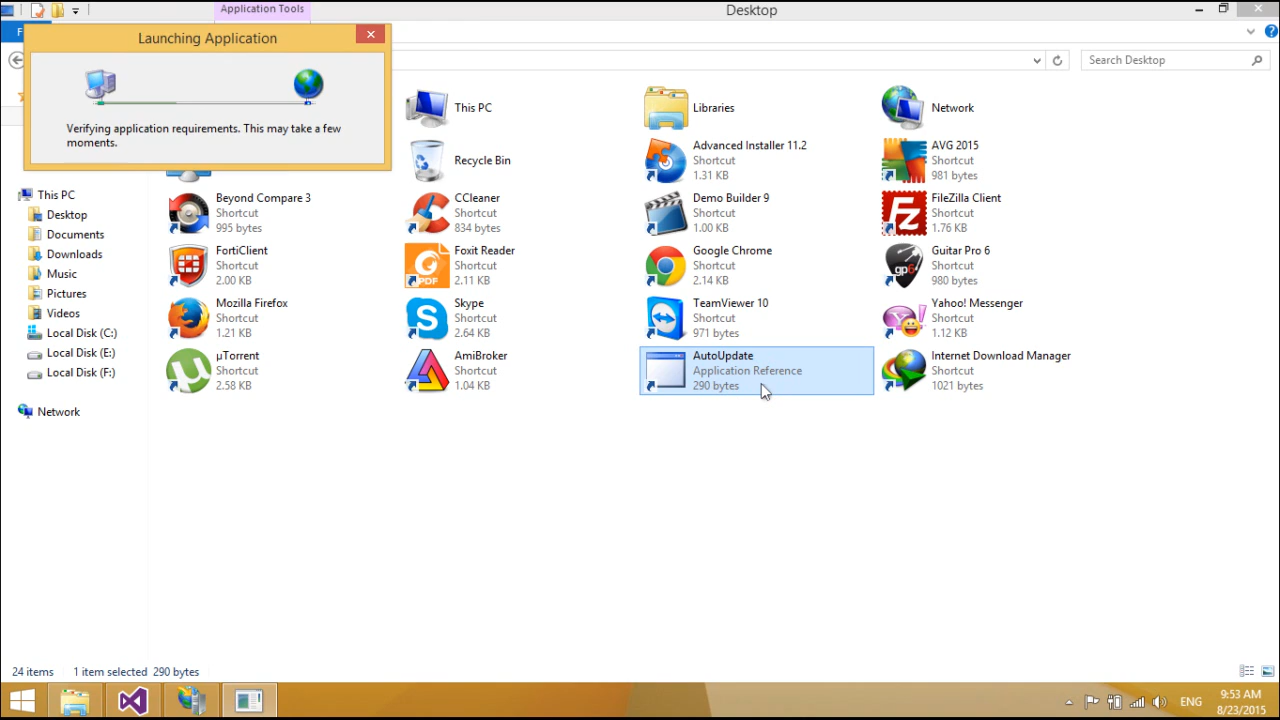 Application Tools
Desktop
F
Launching Application
Verifying application requirements. This may take a few
moments.
Search Desktop
This PC
Desktop
Documents
Downloads
Music
Pictures
Videos
Local Disk (C:)
Local Disk (E:)
Local Disk (F:)
Network
This PC
Libraries
Network
Recycle Bin
Advanced Installer 11.2
Shortcut
1.31 KB
AVG 2015
Shortcut
981 bytes
Beyond Compare 3
Shortcut
995 bytes
CCleaner
Shortcut
834 bytes
Demo Builder 9
Shortcut
1.00 KB
FileZilla Client
Shortcut
1.76 KB
FortiClient
Shortcut
2.00 KB
Foxit Reader
Shortcut
2.11 KB
PDF
Google Chrome
Shortcut
2.14 KB
Guitar Pro 6
Shortcut
980 bytes
gp6
Mozilla Firefox
Shortcut
1.21 KB
Skype
Shortcut
2.64 KB
TeamViewer 10
Shortcut
971 bytes
Yahoo! Messenger
Shortcut
1.12 KB
µTorrent
Shortcut
2.58 KB
AmiBroker
Shortcut
1.04 KB
AutoUpdate
Application Reference
290 bytes
Internet Download Manager
Shortcut
1021 bytes
24 items 1 item selected 290 bytes
ENG
9:53 AM
8/23/2015